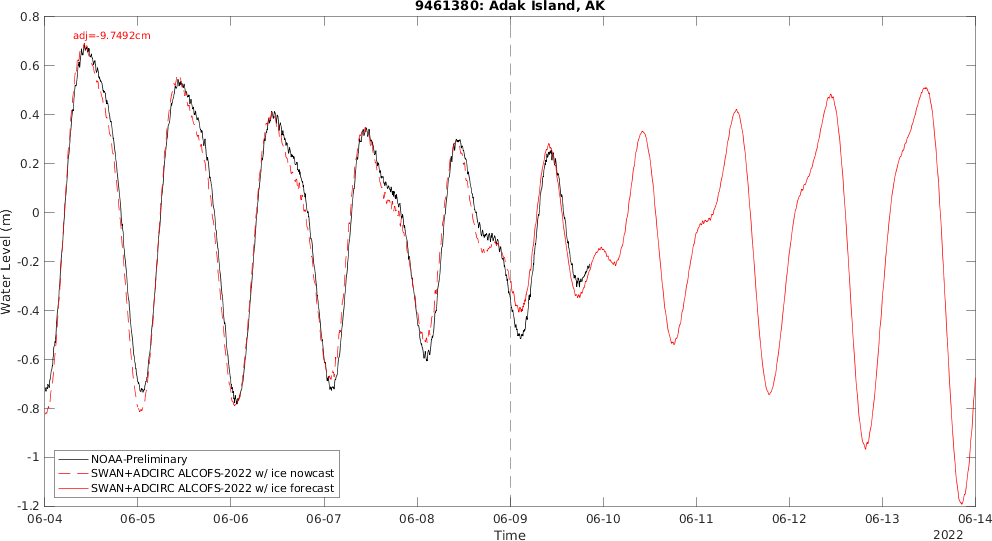 9461380: Adak Island, AK
adj=-9.7492cm
Water Level (m)
0.8
0.6
0.4
0.2
0
-0.2
-0.4
-0.6
-0.8
-1
-1.2
NOAA-Preliminary
SWAN+ADCIRC ALCOFS-2022 w/ ice nowcast
SWAN+ADCIRC ALCOFS-2022 w/ ice forecast
06-04 06-05 06-06 06-07 06-08 06-09 06-10 06-11 06-12 06-13 06-14
Time
2022